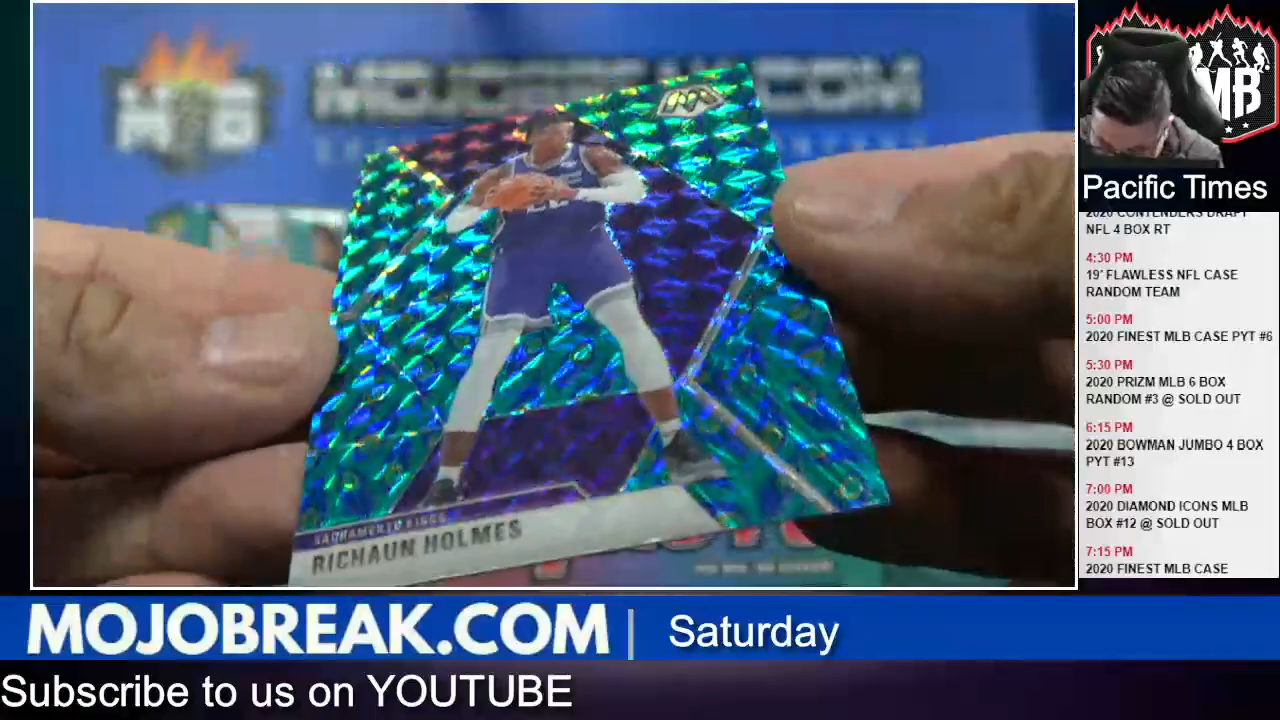 MOJOBREAK.COM
SACRAMENTO KINGS
RICHAUN HOLMES
MB
Pacific Times
2020 CONTENDERS DRAFT
NFL 4 BOX RT
4:30 PM
19' FLAWLESS NFL CASE
RANDOM TEAM
5:00 PM
2020 FINEST MLB CASE PYT #6
5:30 PM
2020 PRIZM MLB 6 BOX
RANDOM #3 @ SOLD OUT
6:15 PM
2020 BOWMAN JUMBO 4 BOX
PYT #13
7:00 PM
2020 DIAMOND ICONS MLB
BOX #12 @ SOLD OUT
7:15 PM
2020 FINEST MLB CASE
MOJOBREAK.COM | Saturday
Subscribe to us on YOUTUBE